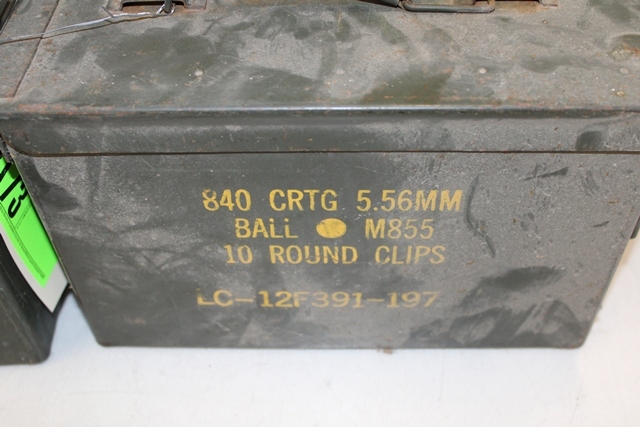 840 CRTG 5.56MM
BALL M855
10 ROUND CLIPS
LC-12F391-197